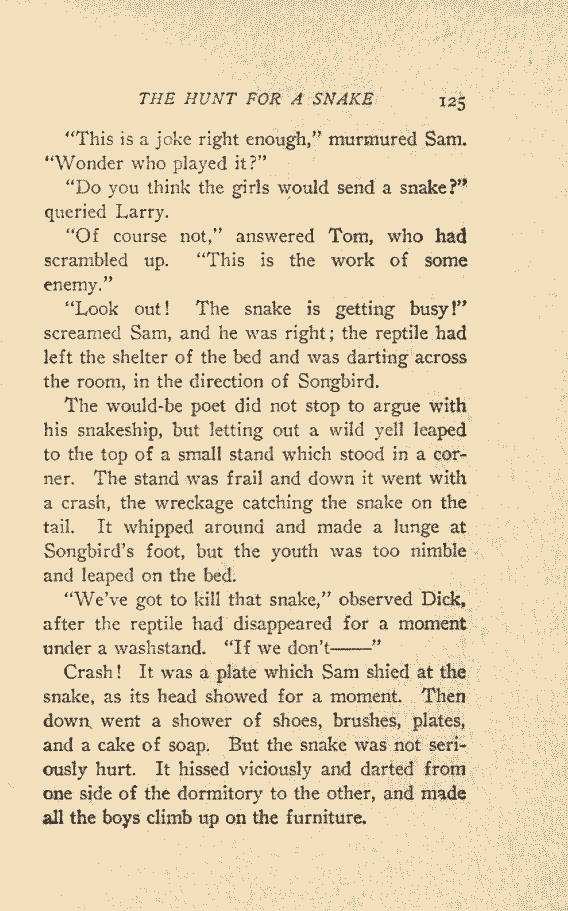 THE HUNT FOR A SNAKE 125
"This is a joke right enough," murmured Sam.
"Wonder who played it?"
"Do you think the girls would send a snake?"
queried Larry.
"Of course not," answered Tom, who had
scrambled up. "This is the work of some
enemy."
"Look out! The snake is getting busy!"
screamed Sam, and he was right; the reptile had
left the shelter of the bed and was darting across
the room, in the direction of Songbird.
The would-be poet did not stop to argue with
his snakeship, but letting out a wild yell leaped
to the top of a small stand which stood in a cor-
ner. The stand was frail and down it went with
a crash, the wreckage catching the snake on the
tail. It whipped around and made a lunge at
Songbird's foot, but the youth was too nimble
and leaped on the bed.
"We've got to kill that snake," observed Dick,
after the reptile had disappeared for a moment
under a washstand. "If we don't——"
Crash! It was a plate which Sam shied at the
snake, as its head showed for a moment. Then
down went a shower of shoes, brushes, plates,
and a cake of soap. But the snake was not seri-
ously hurt. It hissed viciously and darted from
one side of the dormitory to the other, and made
all the boys climb up on the furniture.